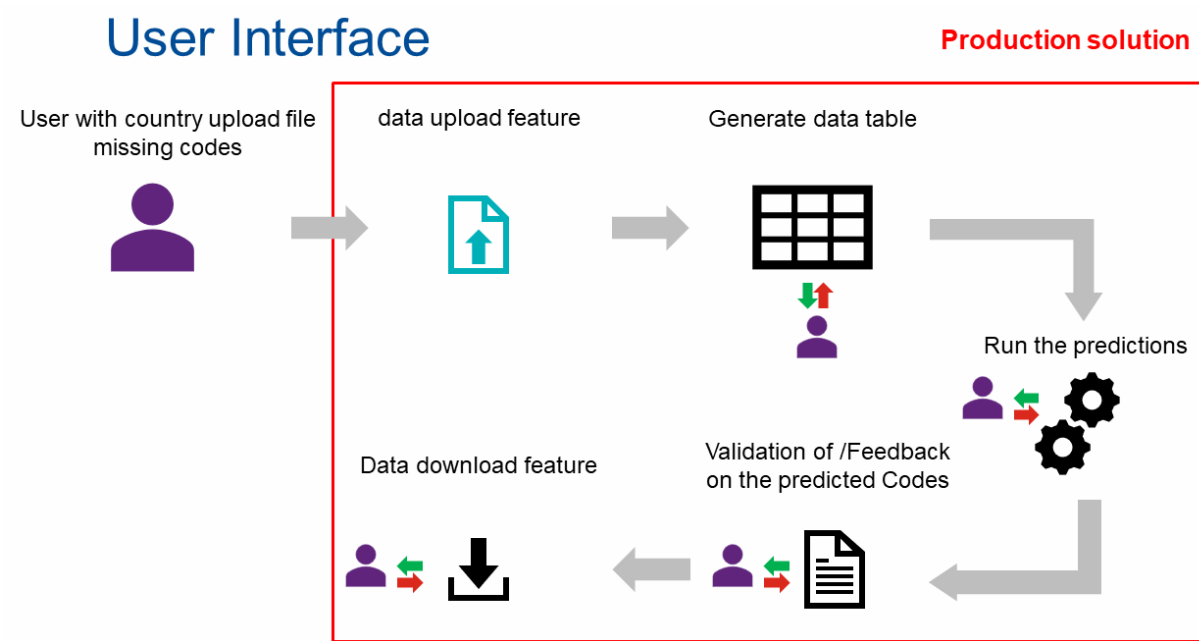 User Interface
Production solution
User with country upload file
missing codes
data upload feature
Generate data table
Run the predictions
Validation of /Feedback
on the predicted Codes
Data download feature